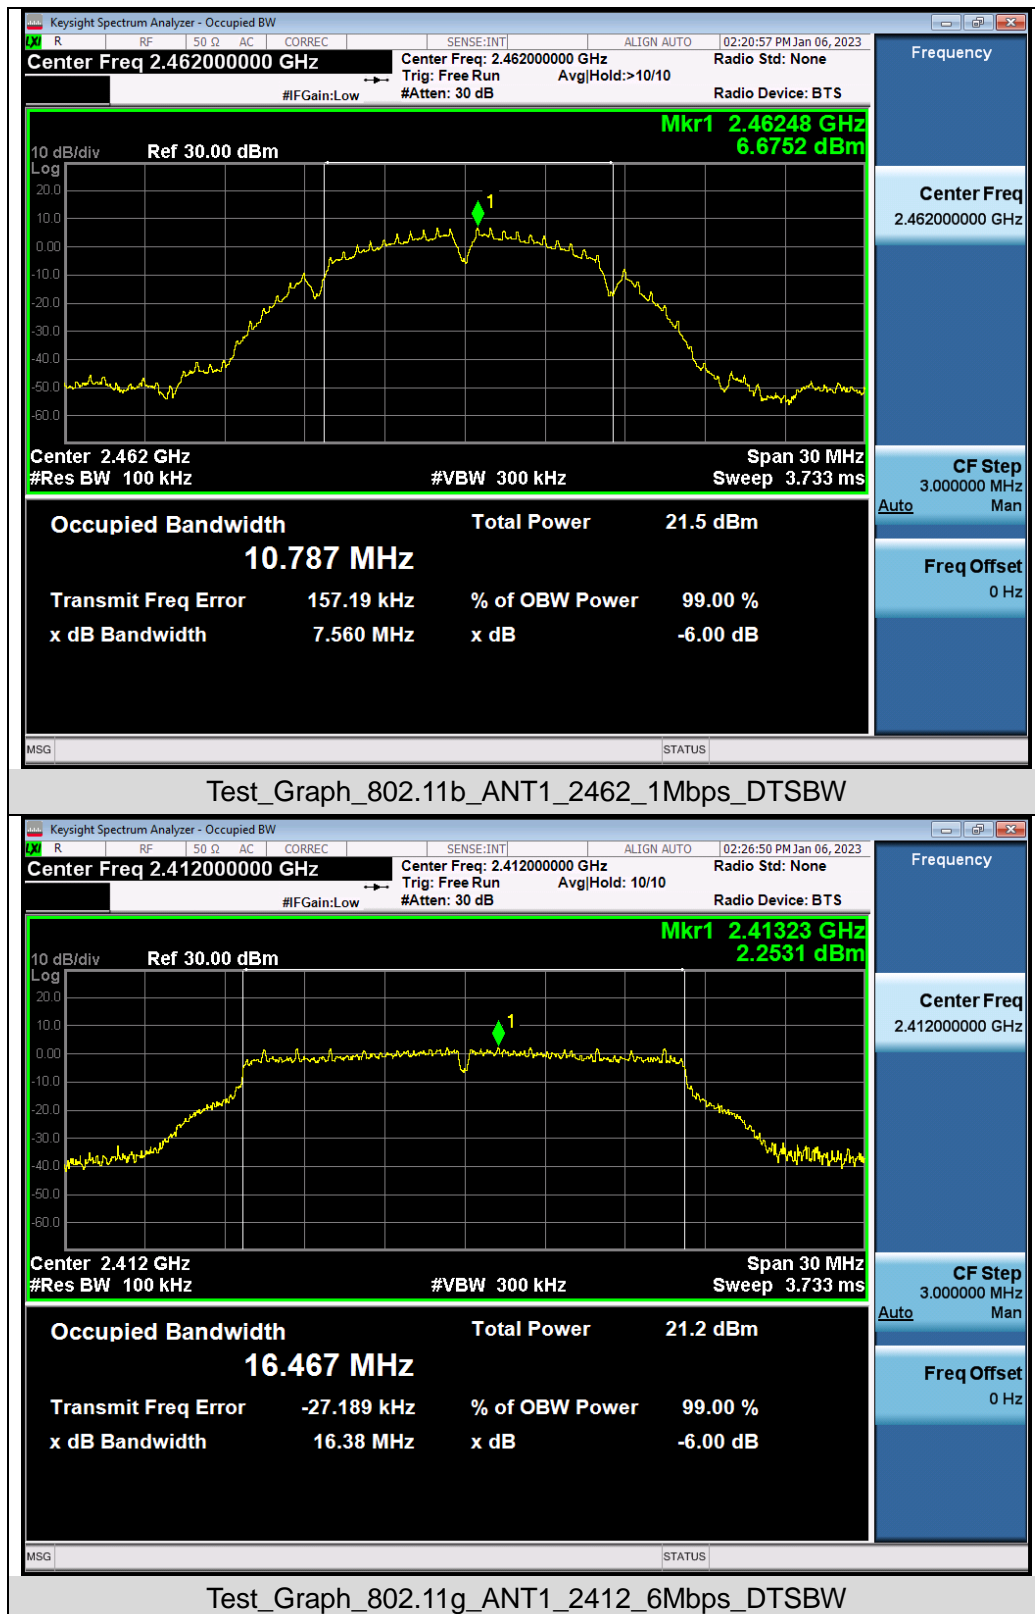 Keysight Spectrum Analyzer - Occupied BW
LXI R RF 50 Ω AC CORREC SENSE:INT ALIGN AUTO 02:20:57 PM Jan 06, 2023
Center Freq 2.462000000 GHz
Center Freq: 2.462000000 GHz
Radio Std: None
Trig: Free Run Avg|Hold:>10/10
#IFGain:Low
#Atten: 30 dB
Radio Device: BTS
Frequency
Mkr1 2.46248 GHz
6.6752 dBm
10 dB/div Ref 30.00 dBm
Log
20.0
10.0
0.00
-10.0
-20.0
-30.0
-40.0
-50.0
-60.0
1
Center 2.462 GHz
Span 30 MHz
#Res BW 100 kHz
#VBW 300 kHz
Sweep 3.733 ms
Center Freq
2.462000000 GHz
CF Step
3.000000 MHz
Auto Man
Freq Offset
0 Hz
Occupied Bandwidth
10.787 MHz
Total Power 21.5 dBm
Transmit Freq Error 157.19 kHz
% of OBW Power 99.00 %
x dB Bandwidth 7.560 MHz
x dB -6.00 dB
MSG STATUS
Test_Graph_802.11b_ANT1_2462_1Mbps_DTSBW
Keysight Spectrum Analyzer - Occupied BW
LXI R RF 50 Ω AC CORREC SENSE:INT ALIGN AUTO 02:26:50 PM Jan 06, 2023
Center Freq 2.412000000 GHz
Center Freq: 2.412000000 GHz
Radio Std: None
Trig: Free Run Avg|Hold: 10/10
#IFGain:Low
#Atten: 30 dB
Radio Device: BTS
Frequency
Mkr1 2.41323 GHz
2.2531 dBm
10 dB/div Ref 30.00 dBm
Log
20.0
10.0
0.00
-10.0
-20.0
-30.0
-40.0
-50.0
-60.0
1
Center 2.412 GHz
Span 30 MHz
#Res BW 100 kHz
#VBW 300 kHz
Sweep 3.733 ms
Center Freq
2.412000000 GHz
CF Step
3.000000 MHz
Auto Man
Freq Offset
0 Hz
Occupied Bandwidth
16.467 MHz
Total Power 21.2 dBm
Transmit Freq Error -27.189 kHz
% of OBW Power 99.00 %
x dB Bandwidth 16.38 MHz
x dB -6.00 dB
MSG STATUS
Test_Graph_802.11g_ANT1_2412_6Mbps_DTSBW